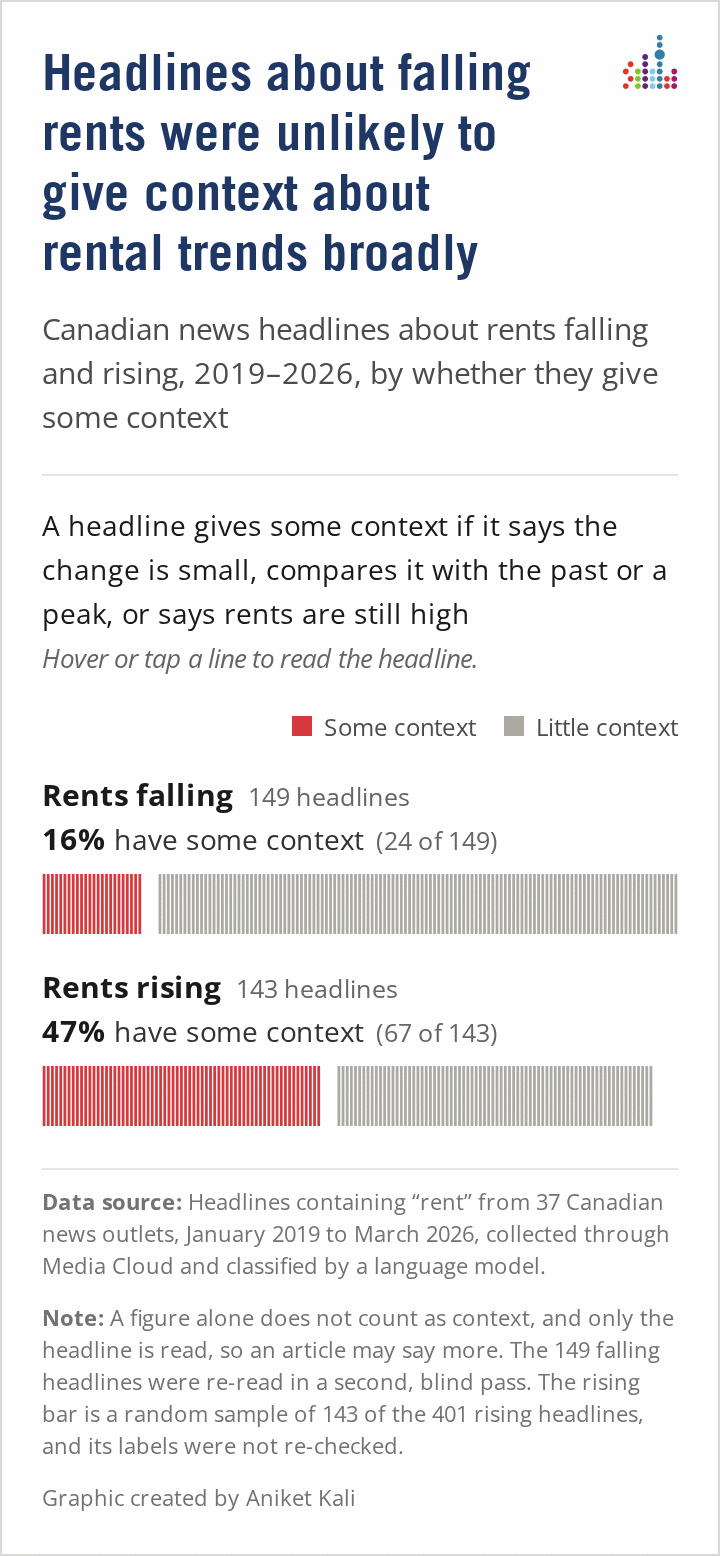 Headlines about falling
rents were unlikely to
give context about
rental trends broadly
Canadian news headlines about rents falling
and rising, 2019–2026, by whether they give
some context
A headline gives some context if it says the
change is small, compares it with the past or a
peak, or says rents are still high
Hover or tap a line to read the headline.
Some context Little context
Rents falling 149 headlines
16% have some context (24 of 149)
Rents rising 143 headlines
47% have some context (67 of 143)
Data source: Headlines containing “rent” from 37 Canadian
news outlets, January 2019 to March 2026, collected through
Media Cloud and classified by a language model.
Note: A figure alone does not count as context, and only the
headline is read, so an article may say more. The 149 falling
headlines were re-read in a second, blind pass. The rising
bar is a random sample of 143 of the 401 rising headlines,
and its labels were not re-checked.
Graphic created by Aniket Kali